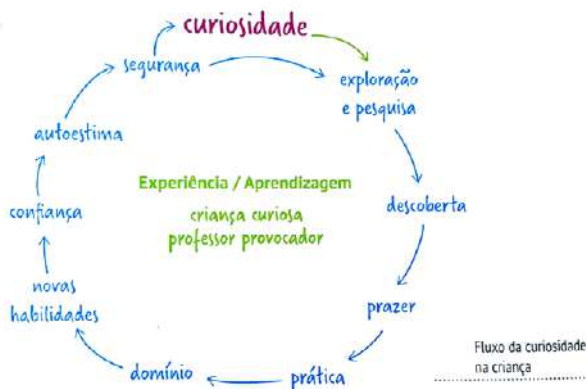 curiosidade
segurança
exploração
e pesquisa
autoestima
Experiência / Aprendizagem
criança curiosa
professor provocador
confiança
descoberta
novas
habilidades
prazer
domínio
prática
Fluxo da curiosidade
na criança